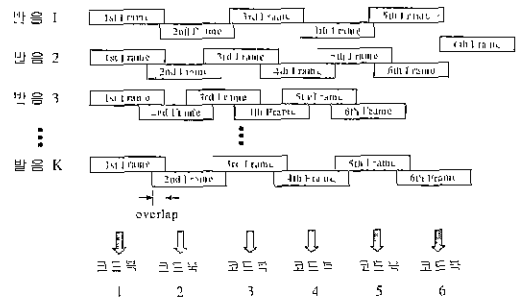 발음 1 1st Frame 2nd Frame 3rd Frame 4th Frame 5th Frame 6th Frame
발음 2 1st Frame 2nd Frame 3rd Frame 4th Frame 5th Frame 6th Frame
발음 3 1st Frame 2nd Frame 3rd Frame 4th Frame 5th Frame 6th Frame
발음 K 1st Frame 2nd Frame 3rd Frame 4th Frame 5th Frame 6th Frame
overlap
코드북 코드북 코드북 코드북 코드북 코드북
1 2 3 4 5 6